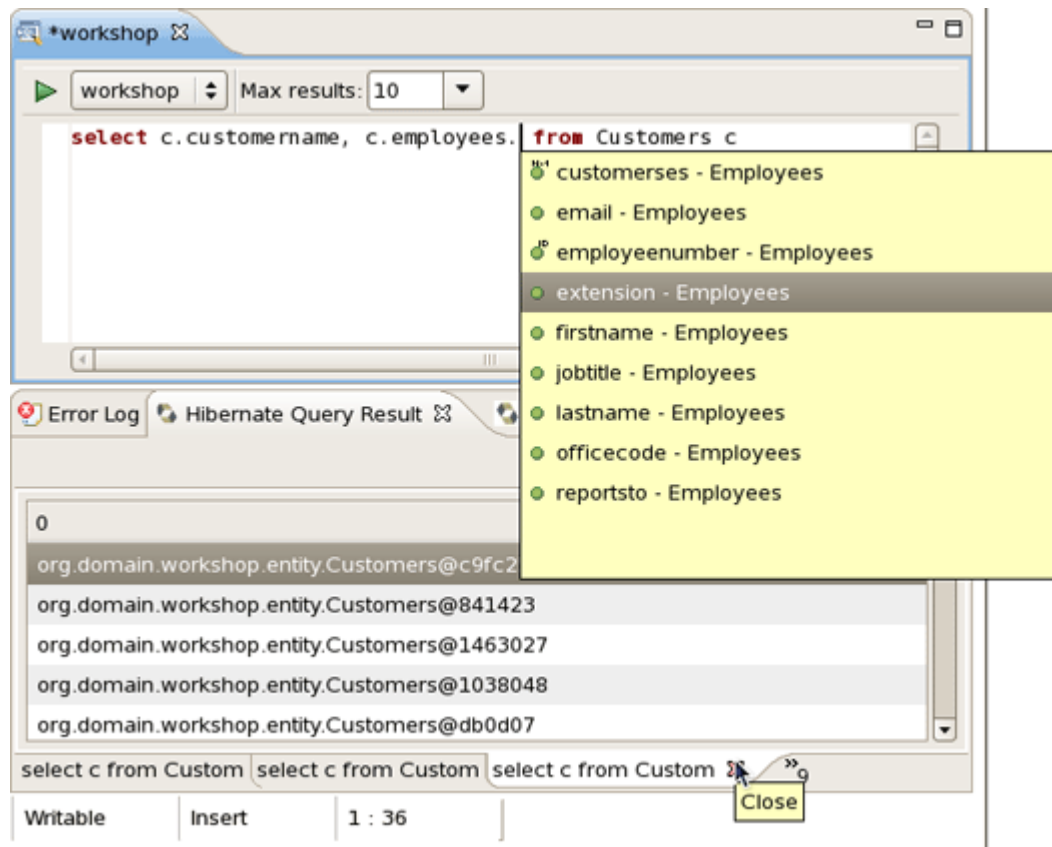 *workshop
workshop Max results: 10
select c.customername, c.employees. from Customers c
customerses - Employees
email - Employees
employeenumber - Employees
extension - Employees
firstname - Employees
jobtitle - Employees
lastname - Employees
officecode - Employees
reportsto - Employees
Error Log Hibernate Query Result
0
org.domain.workshop.entity.Customers@c9fc2
org.domain.workshop.entity.Customers@841423
org.domain.workshop.entity.Customers@1463027
org.domain.workshop.entity.Customers@1038048
org.domain.workshop.entity.Customers@db0d07
select c from Custom select c from Custom select c from Custom »9
Close
Writable Insert 1 : 36